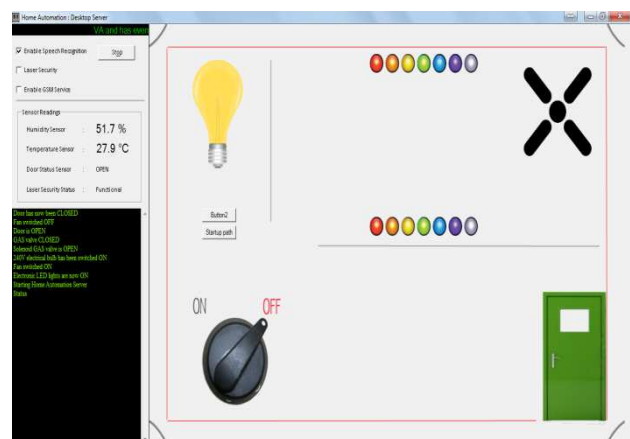 Home Automation : Desktop Server
VA and has even
Enable Speech Recognition
Stop
Laser Security
Enable GSM Service
Sensor Readings
Humidity Sensor : 51.7 %
Temperature Sensor : 27.9 °C
Door Status Sensor : OPEN
Laser Security Status : Functional
Door has now been CLOSED
Fan switched OFF
Door is OPEN
GAS valve CLOSED
Solenoid GAS valve is OPEN
240V electrical bulb has been switched ON
Fan switched ON
Electronic LED lights are now ON
Starting Home Automation Server
Status
Button2
Startup path
ON OFF